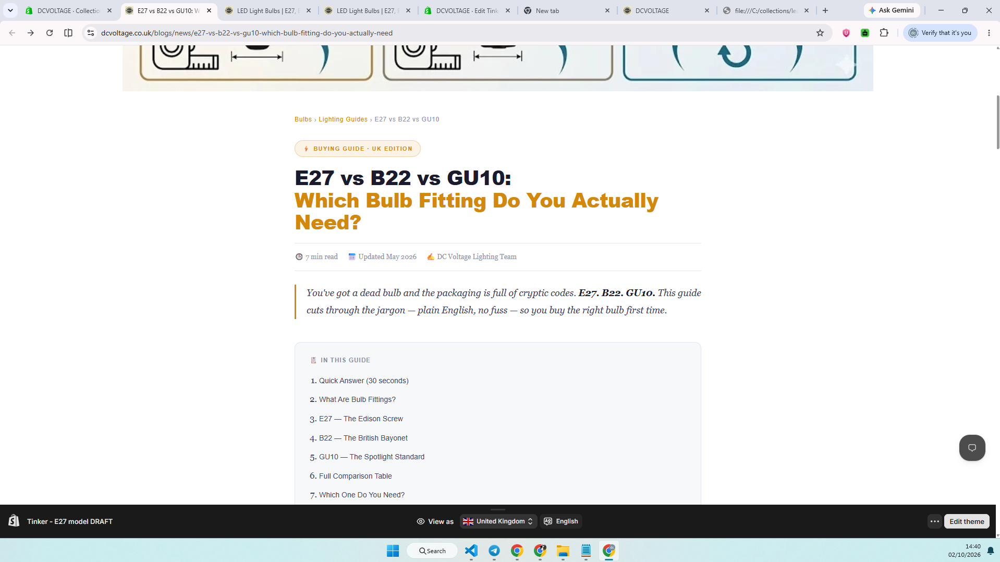 DCVOLTAGE · Collectio
E27 vs B22 vs GU10: W
LED Light Bulbs | E27, E
LED Light Bulbs | E27, E
DCVOLTAGE · Edit Tink
New tab
DCVOLTAGE
file:///C:/collections/le
Ask Gemini
dcvoltage.co.uk/blogs/news/e27-vs-b22-vs-gu10-which-bulb-fitting-do-you-actually-need
Verify that it's you
Bulbs › Lighting Guides › E27 vs B22 vs GU10
BUYING GUIDE · UK EDITION
E27 vs B22 vs GU10:
Which Bulb Fitting Do You Actually
Need?
7 min read
Updated May 2026
DC Voltage Lighting Team
You've got a dead bulb and the packaging is full of cryptic codes. E27. B22. GU10. This guide
cuts through the jargon — plain English, no fuss — so you buy the right bulb first time.
IN THIS GUIDE
1. Quick Answer (30 seconds)
2. What Are Bulb Fittings?
3. E27 — The Edison Screw
4. B22 — The British Bayonet
5. GU10 — The Spotlight Standard
6. Full Comparison Table
7. Which One Do You Need?
Tinker - E27 model DRAFT
View as
United Kingdom
English
Edit theme
Search
14:40
02/10/2026